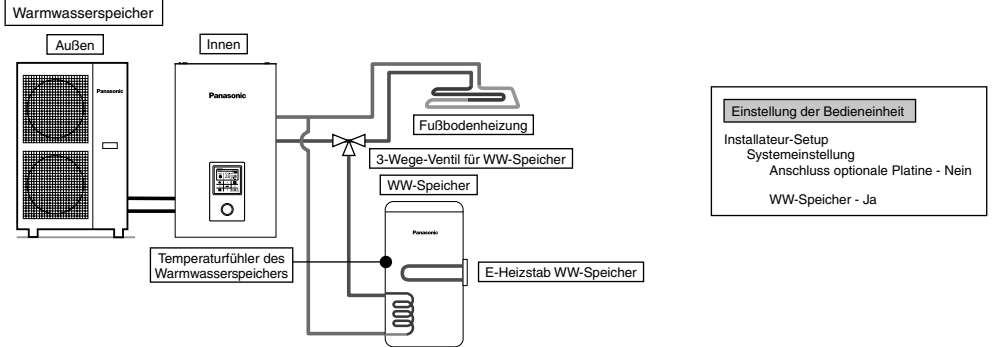 Warmwasserspeicher
Außen
Innen
Panasonic
Panasonic
Fußbodenheizung
3-Wege-Ventil für WW-Speicher
WW-Speicher
Panasonic
Temperaturfühler des
Warmwasserspeichers
E-Heizstab WW-Speicher
Einstellung der Bedieneinheit
Installateur-Setup
Systemeinstellung
Anschluss optionale Platine - Nein
WW-Speicher - Ja